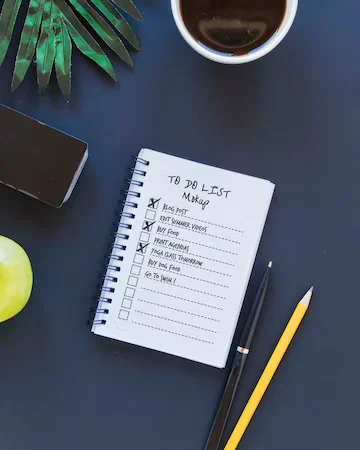 TO DO LIST
Mokup
BLOG POST
EDIT SUMMER VIDEOS
BUY FOOD
PRINT AGENDAS
YOGA CLASS TOMORROW
BUY DOG FOOD
GO TO SWIM !